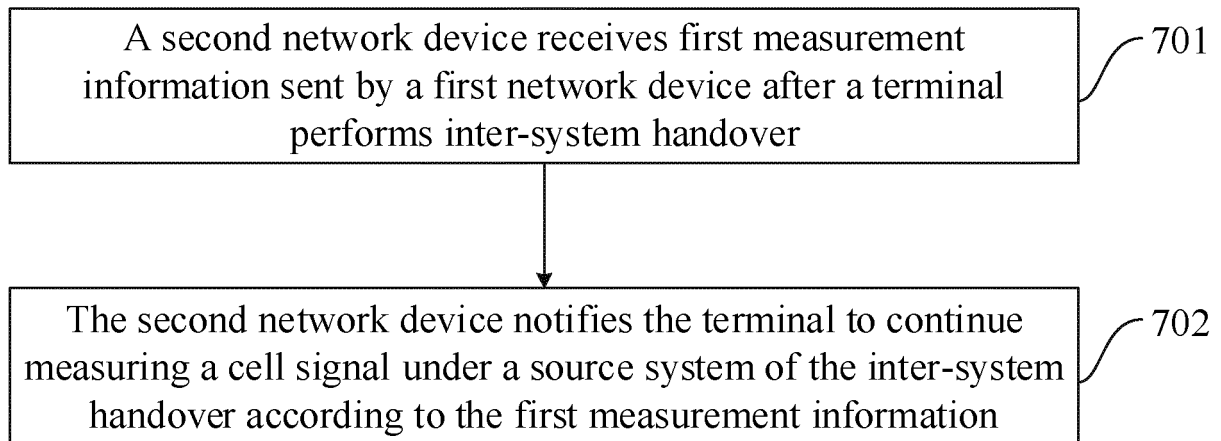 A second network device receives first measurement
information sent by a first network device after a terminal
performs inter-system handover
701
The second network device notifies the terminal to continue
measuring a cell signal under a source system of the inter-system
handover according to the first measurement information
702